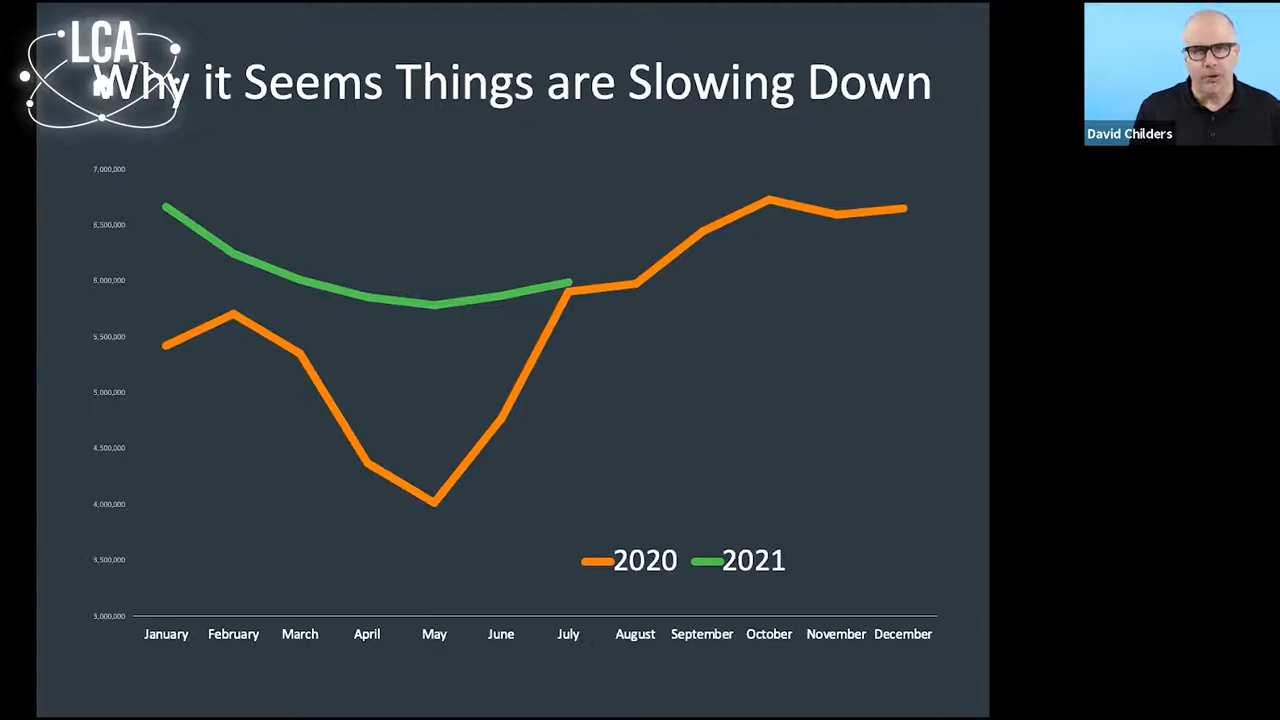 LCA
Why it Seems Things are Slowing Down
David Childers
7,000,000
6,500,000
6,000,000
5,500,000
5,000,000
4,500,000
4,000,000
3,500,000
3,000,000
2020 2021
January February March April May June July August September October November December